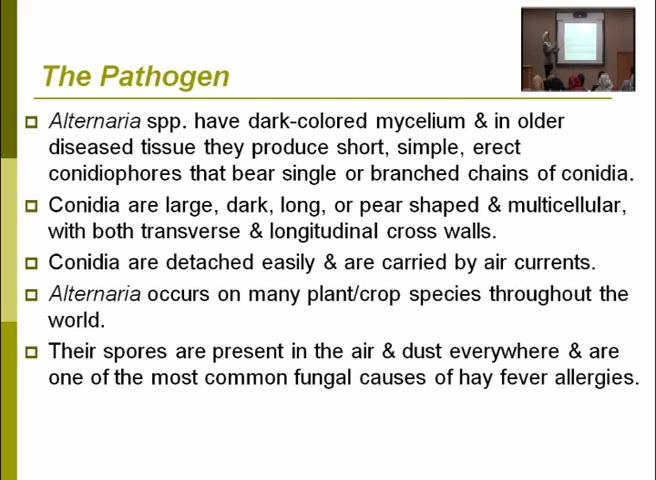 The Pathogen
Alternaria spp. have dark-colored mycelium & in older
diseased tissue they produce short, simple, erect
conidiophores that bear single or branched chains of conidia.
Conidia are large, dark, long, or pear shaped & multicellular,
with both transverse & longitudinal cross walls.
Conidia are detached easily & are carried by air currents.
Alternaria occurs on many plant/crop species throughout the
world.
Their spores are present in the air & dust everywhere & are
one of the most common fungal causes of hay fever allergies.